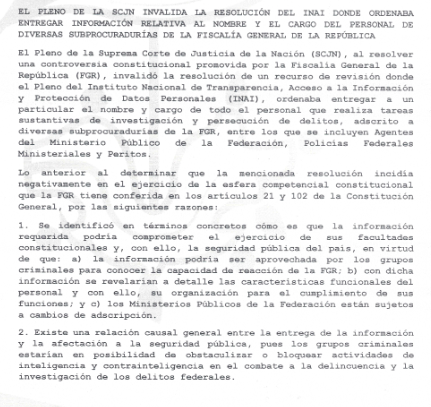 EL PLENO DE LA SCJN INVALIDA LA RESOLUCIÓN DEL INAI DONDE ORDENABA
ENTREGAR INFORMACIÓN RELATIVA AL NOMBRE Y EL CARGO DEL PERSONAL DE
DIVERSAS SUBPROCURADURÍAS DE LA FISCALÍA GENERAL DE LA REPÚBLICA
El Pleno de la Suprema Corte de Justicia de la Nación (SCJN), al resolver
una controversia constitucional promovida por la Fiscalía General de la
República (FGR), invalidó la resolución de un recurso de revisión donde
el Pleno del Instituto Nacional de Transparencia, Acceso a la Información
y Protección de Datos Personales (INAI), ordenaba entregar a un
particular el nombre y cargo de todo el personal que realiza tareas
sustantivas de investigación y persecución de delitos, adscrito a
diversas subprocuradurías de la FGR, entre los que se incluyen Agentes
del Ministerio Público de la Federación, Policías Federales
Ministeriales y Peritos.
Lo anterior al determinar que la mencionada resolución incidía
negativamente en el ejercicio de la esfera competencial constitucional
que la FGR tiene conferida en los artículos 21 y 102 de la Constitución
General, por las siguientes razones:
1. Se identificó en términos concretos cómo es que la información
requerida podría comprometer el ejercicio de sus facultades
constitucionales y, con ello, la seguridad pública del país, en virtud
de que: a) la información podría ser aprovechada por los grupos
criminales para conocer la capacidad de reacción de la FGR; b) con dicha
información se revelarían a detalle las características funcionales del
personal y con ello, su organización para el cumplimiento de sus
funciones; y c) los Ministerios Públicos de la Federación están sujetos
a cambios de adscripción.
2. Existe una relación causal general entre la entrega de la información
y la afectación a la seguridad pública, pues los grupos criminales
estarían en posibilidad de obstaculizar o bloquear actividades de
inteligencia y contrainteligencia en el combate a la delincuencia y la
investigación de los delitos federales.